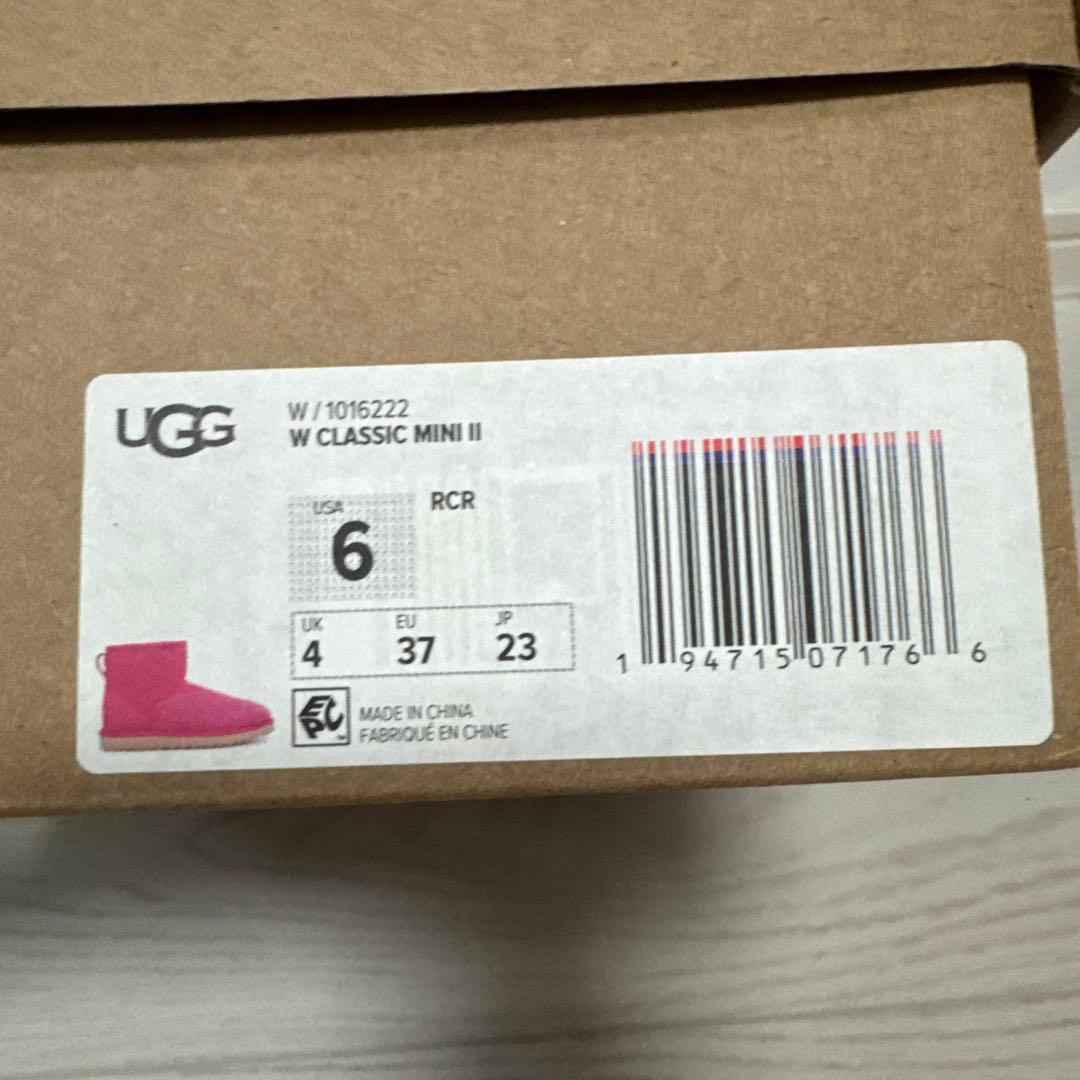 UGG
W / 1016222
W CLASSIC MINI II
USA
6
RCR
UK
4
EU
37
JP
23
EPC
MADE IN CHINA
FABRIQUÉ EN CHINE
1 94715 07176 6